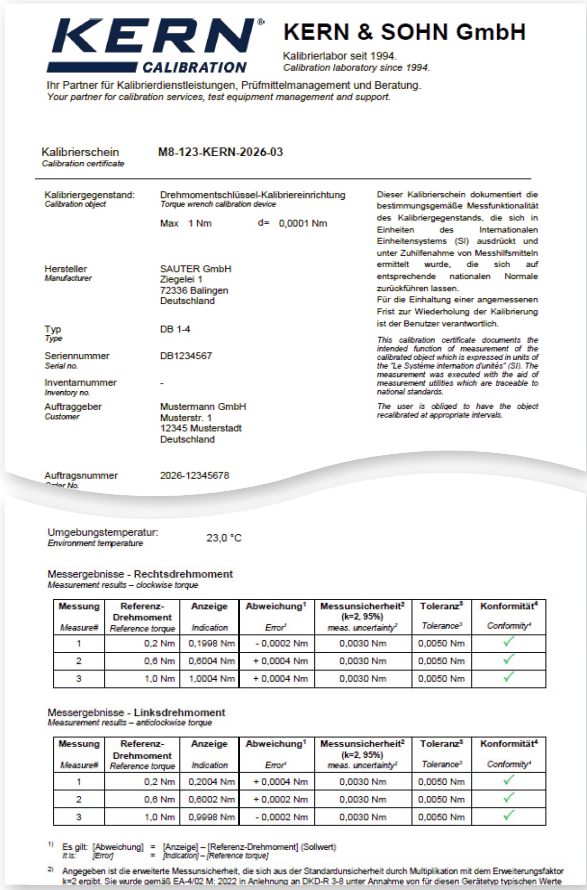 KERN®
CALIBRATION
KERN & SOHN GmbH
Kalibrierlabor seit 1994.
Calibration laboratory since 1994.
Ihr Partner für Kalibrierdienstleistungen, Prüfmittelmanagement und Beratung.
Your partner for calibration services, test equipment management and support.
Kalibrierschein M8-123-KERN-2026-03
Calibration certificate
Kalibriergegenstand: Drehmomentschlüssel-Kalibriereinrichtung
Calibration object Torque wrench calibration device
Max 1 Nm d= 0,0001 Nm
Hersteller SAUTER GmbH
Manufacturer Ziegelei 1
72336 Balingen
Deutschland
Typ DB 1-4
Type
Seriennummer DB1234567
Serial no.
Inventarnummer -
Inventory no.
Auftraggeber Mustermann GmbH
Customer Musterstr. 1
12345 Musterstadt
Deutschland
Auftragsnummer 2026-12345678
Order No.
Dieser Kalibrierschein dokumentiert die
bestimmungsgemäße Messfunktionalität
des Kalibriergegenstands, die sich in
Einheiten des Internationalen
Einheitensystems (SI) ausdrückt und
unter Zuhilfenahme von Messhilfsmitteln
ermittelt wurde, die sich auf
entsprechende nationalen Normale
zurückführen lassen.
Für die Einhaltung einer angemessenen
Frist zur Wiederholung der Kalibrierung
ist der Benutzer verantwortlich.
This calibration certificate documents the
intended function of measurement of the
calibrated object which is expressed in units of
the "Le Système internation d'unités" (SI). The
measurement was executed with the aid of
measurement utilities which are traceable to
national standards.
The user is obliged to have the object
recalibrated at appropriate intervals.
Umgebungstemperatur: 23,0 °C
Environment temperature
Messergebnisse - Rechtsdrehmoment
Measurement results – clockwise torque
Messung Referenz- Anzeige Abweichung¹ Messunsicherheit² Toleranz³ Konformität⁴
Drehmoment (k=2, 95%)
Measure# Reference torque Indication Error¹ meas. uncertainty² Tolerance³ Conformity⁴
1 0,2 Nm 0,1998 Nm - 0,0002 Nm 0,0030 Nm 0,0050 Nm ✓
2 0,6 Nm 0,6004 Nm + 0,0004 Nm 0,0030 Nm 0,0050 Nm ✓
3 1,0 Nm 1,0004 Nm + 0,0004 Nm 0,0030 Nm 0,0050 Nm ✓
Messergebnisse - Linksdrehmoment
Measurement results – anticlockwise torque
Messung Referenz- Anzeige Abweichung¹ Messunsicherheit² Toleranz³ Konformität⁴
Drehmoment (k=2, 95%)
Measure# Reference torque Indication Error¹ meas. uncertainty² Tolerance³ Conformity⁴
1 0,2 Nm 0,2004 Nm + 0,0004 Nm 0,0030 Nm 0,0050 Nm ✓
2 0,6 Nm 0,6002 Nm + 0,0002 Nm 0,0030 Nm 0,0050 Nm ✓
3 1,0 Nm 0,9998 Nm - 0,0002 Nm 0,0030 Nm 0,0050 Nm ✓
1) Es gilt: [Abweichung] = [Anzeige] – [Referenz-Drehmoment] (Sollwert)
It is: [Error] = [Indication] – [Reference torque]
2) Angegeben ist die erweiterte Messunsicherheit, die sich aus der Standardunsicherheit durch Multiplikation mit dem Erweiterungsfaktor
k=2 ergibt. Sie wurde gemäß EA-4/02 M: 2022 in Anlehnung an DKD-R 3-8 unter Annahme von für diesen Gerätetyp typischen Werte